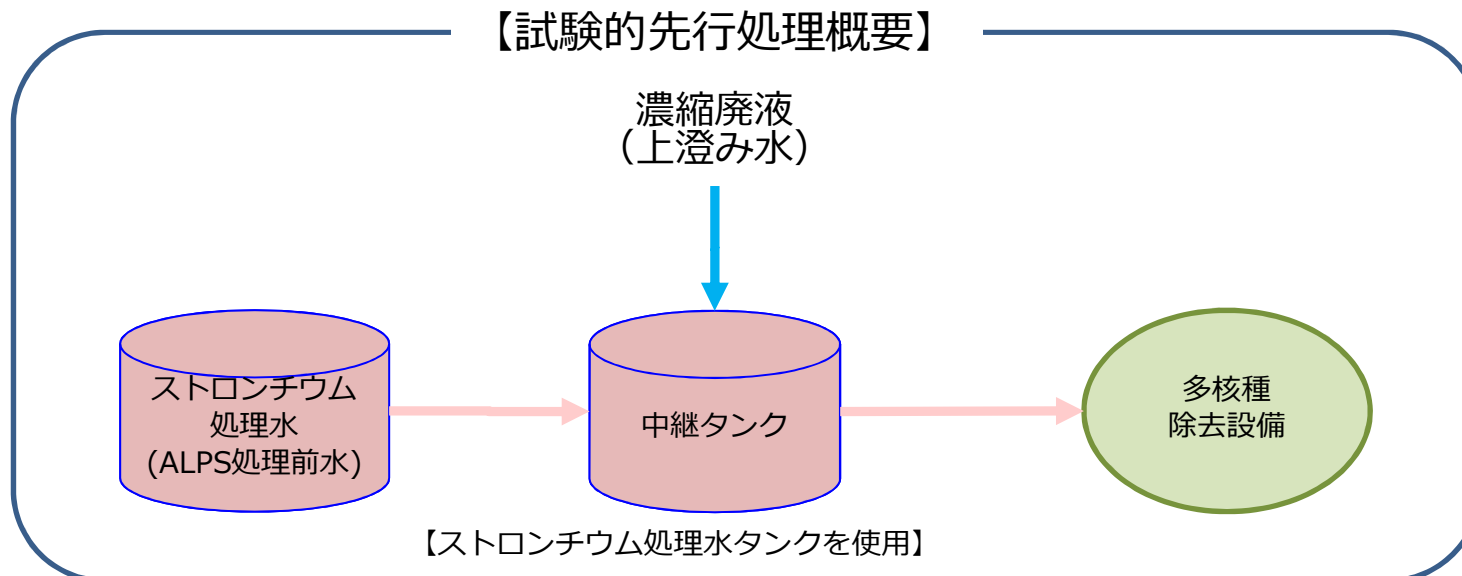 【試験的先行処理概要】
濃縮廃液
（上澄み水）
ストロンチウム
処理水
(ALPS処理前水)
中継タンク
多核種
除去設備
【ストロンチウム処理水タンクを使用】